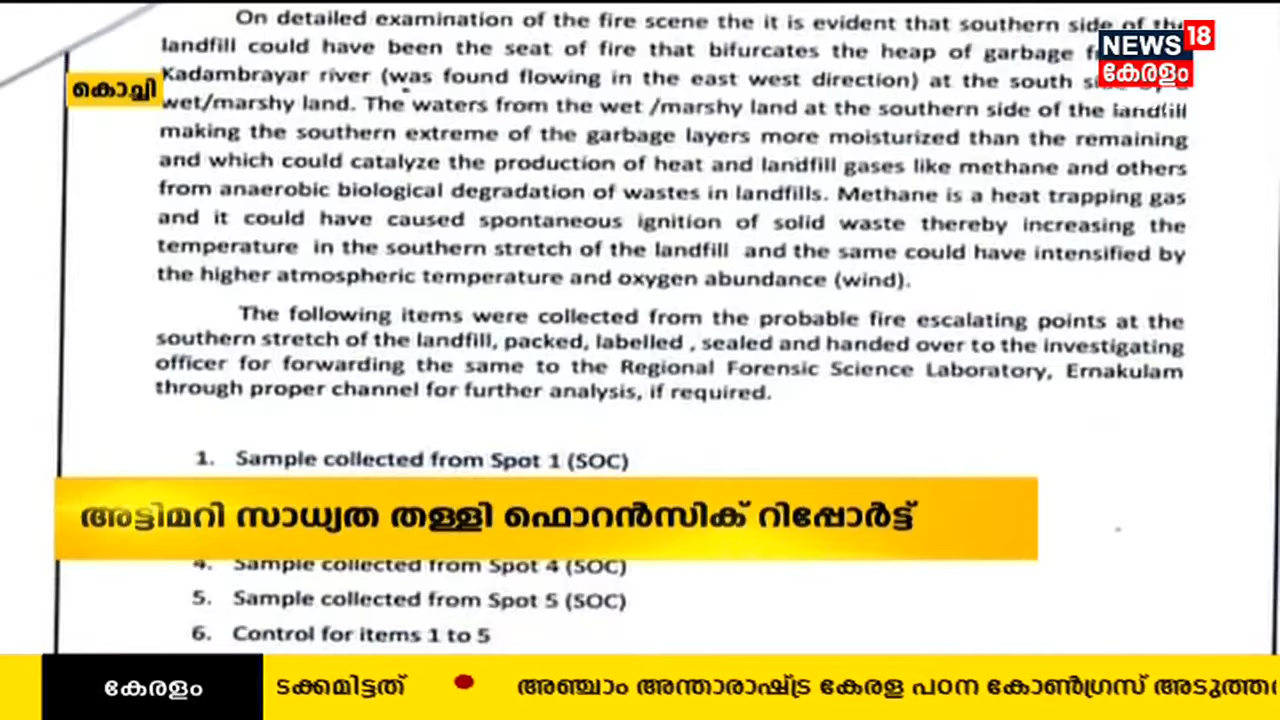 On detailed examination of the fire scene the it is evident that southern side of the
landfill could have been the seat of fire that bifurcates the heap of garbage
Kadambrayar river (was found flowing in the east west direction) at the south
wet/marshy land. The waters from the wet /marshy land at the southern side of the landfill
making the southern extreme of the garbage layers more moisturized than the remaining
and which could catalyze the production of heat and landfill gases like methane and others
from anaerobic biological degradation of wastes in landfills. Methane is a heat trapping gas
and it could have caused spontaneous ignition of solid waste thereby increasing the
temperature in the southern stretch of the landfill and the same could have intensified by
the higher atmospheric temperature and oxygen abundance (wind).
The following items were collected from the probable fire escalating points at the
southern stretch of the landfill, packed, labelled , sealed and handed over to the investigating
officer for forwarding the same to the Regional Forensic Science Laboratory, Ernakulam
through proper channel for further analysis, if required.
1. Sample collected from Spot 1 (SOC)
4. Sample collected from Spot 4 (SOC)
5. Sample collected from Spot 5 (SOC)
6. Control for items 1 to 5
NEWS 18
കേരളം
കൊച്ചി
അട്ടിമറി സാധ്യത തള്ളി ഫൊറൻസിക് റിപ്പോർട്ട്
കേരളം
ടക്കമിട്ടത് ● അഞ്ചാം അന്താരാഷ്ട്ര കേരള പഠന കോൺഗ്രസ് അടുത്ത